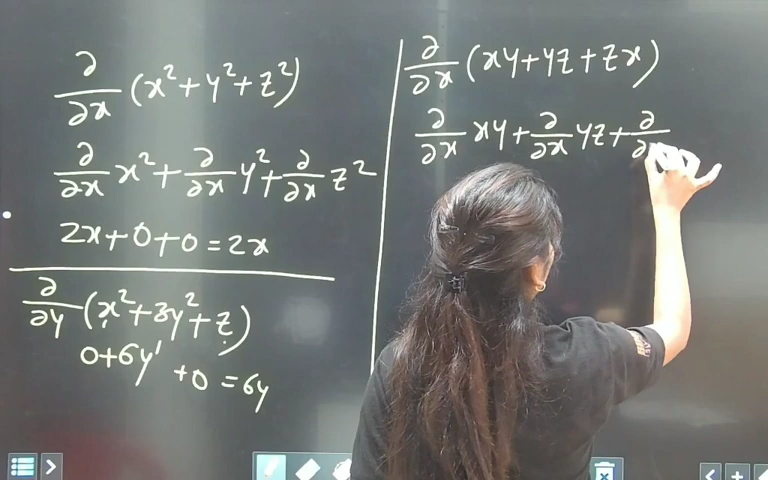 ∂/∂x (x² + y² + z²)
∂/∂x x² + ∂/∂x y² + ∂/∂x z²
2x + 0 + 0 = 2x
∂/∂y (x² + 3y² + z)
0 + 6y¹ + 0 = 6y
∂/∂x (xy + yz + zx)
∂/∂x xy + ∂/∂x yz + ∂/∂